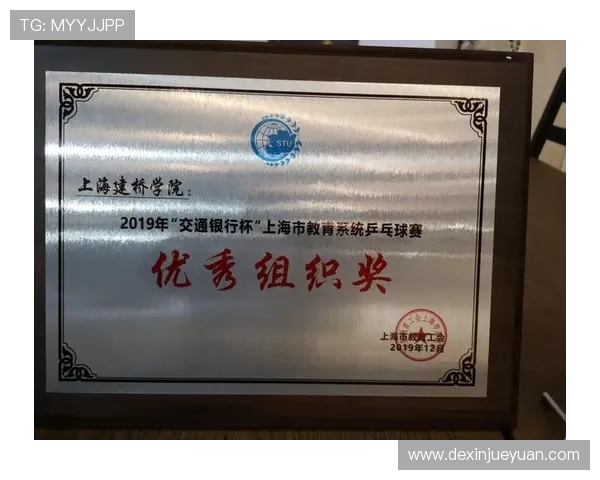 TG: MYYJJPP
STU
上海建桥学院：
2019年“交通银行杯”上海市教育系统乒乓球赛
优秀组织奖
上海市教育工会
2019年12月
www.dexinjueyuan.com